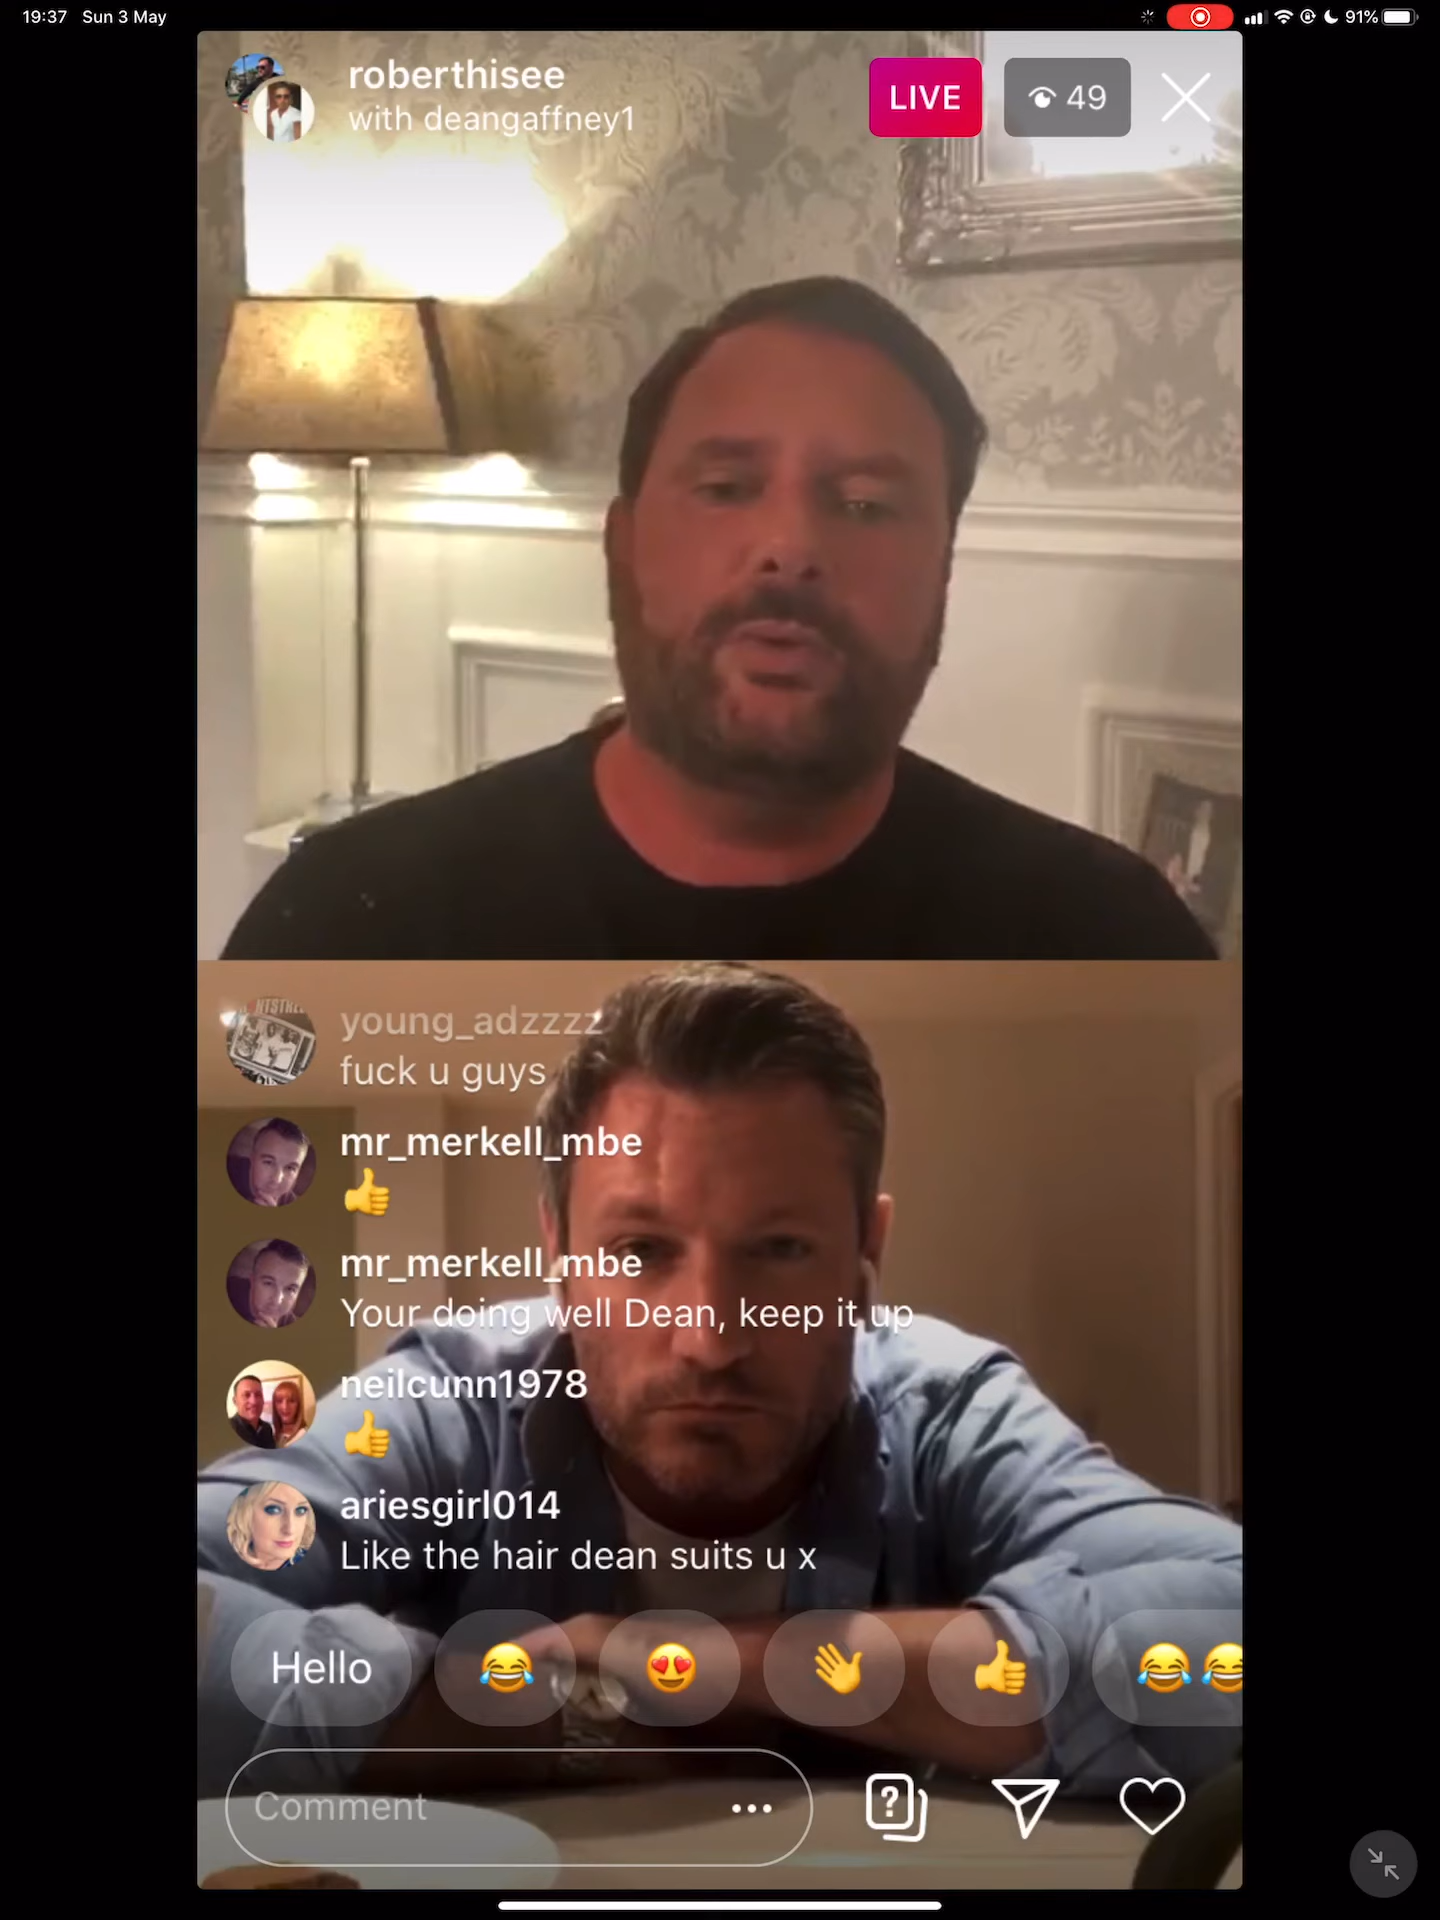 19:37 Sun 3 May
91%
roberthisee
with deangaffney1
LIVE
49
young_adzzzz
fuck u guys
mr_merkell_mbe
👍
mr_merkell_mbe
Your doing well Dean, keep it up
neilcunn1978
👍
ariesgirl014
Like the hair dean suits u x
Hello 😂 😍 👋 👍 😂😂
Comment
?